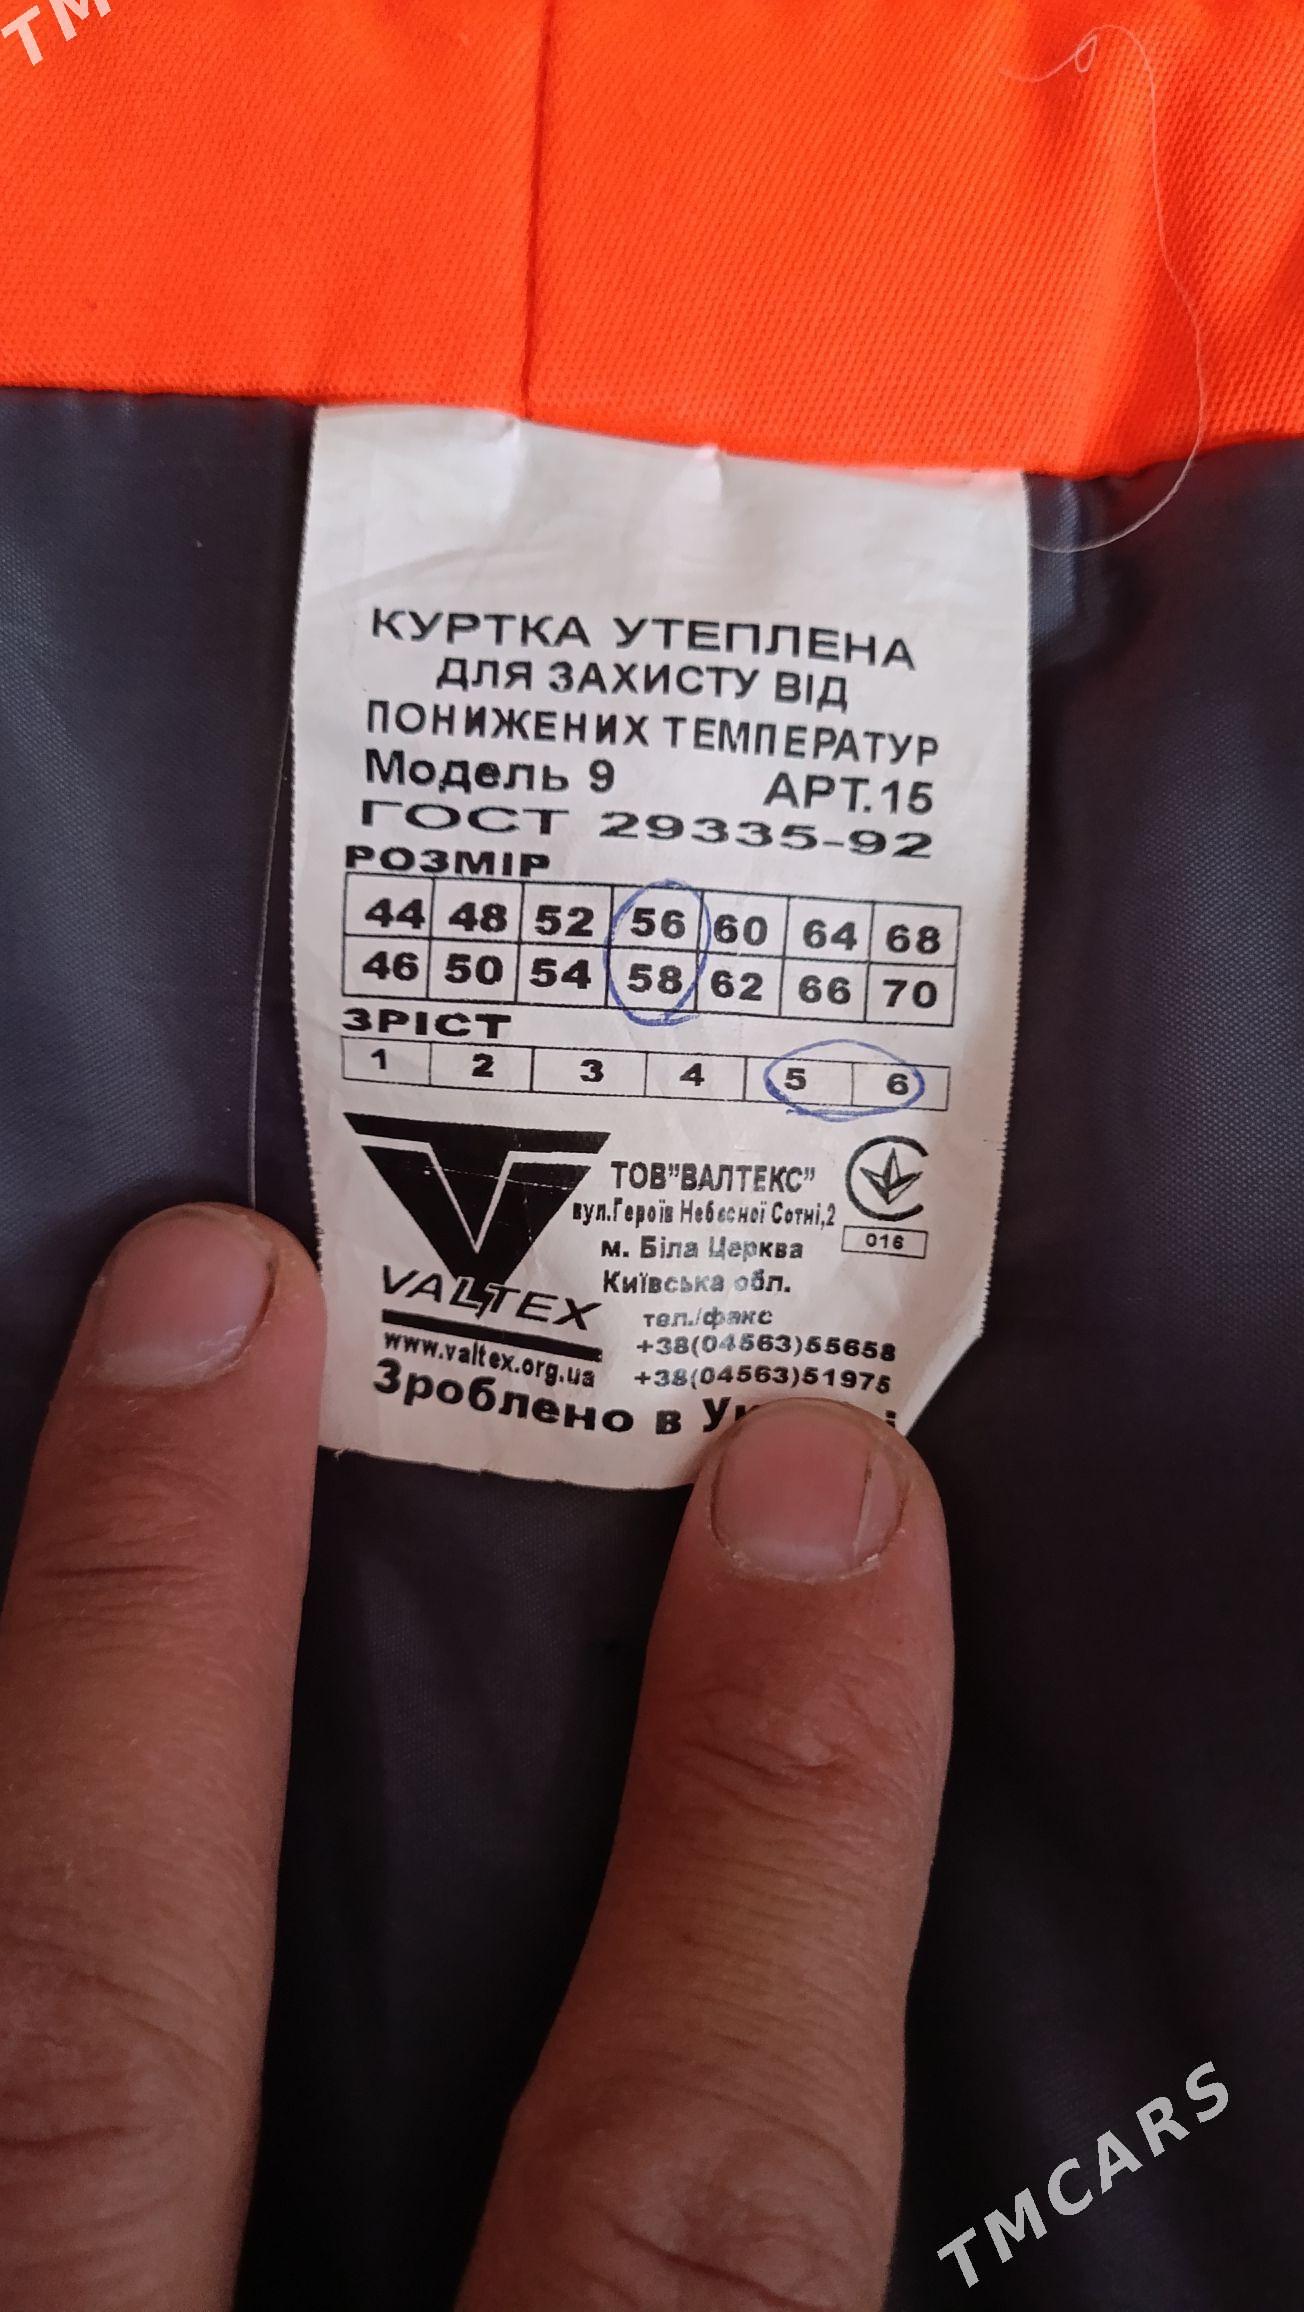 КУРТКА УТЕПЛЕНА
ДЛЯ ЗАХИСТУ ВІД
ПОНИЖЕНИХ ТЕМПЕРАТУР
Модель 9 АРТ.15
ГОСТ 29335-92
РОЗМІР
44 48 52 56 60 64 68
46 50 54 58 62 66 70
ЗРІСТ
1 2 3 4 5 6
ТОВ"ВАЛТЕКС"
вул.Героїв Небесної Сотні,2
м. Біла Церква
016
Київська обл.
VALTEX
тел./факс
www.valtex.org.ua
+38(04563)55658
+38(04563)51975
Зроблено в
TMCARS